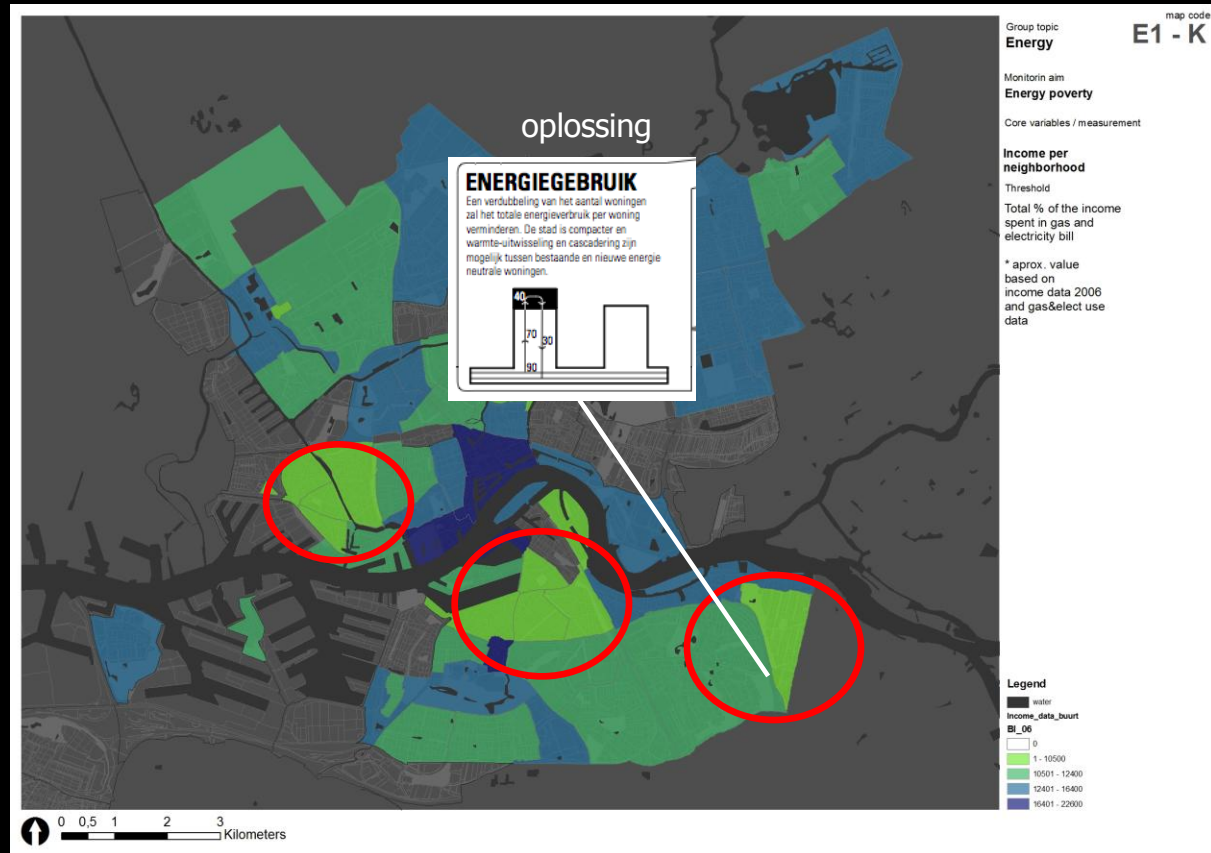 map code
Group topic
E1 - K
Energy
Monitorin aim
Energy poverty
Core variables / measurement
Income per
neighborhood
Threshold
Total % of the income
spent in gas and
electricity bill
* aprox. value
based on
income data 2006
and gas&elect use
data
oplossing
ENERGIEGEBRUIK
Een verdubbeling van het aantal woningen
zal het totale energieverbruik per woning
verminderen. De stad is compacter en
warmte-uitwisseling en cascadering zijn
mogelijk tussen bestaande en nieuwe energie
neutrale woningen.
40
70
30
90
Legend
water
Income_data_buurt
BI_06
0
1 - 10500
10501 - 12400
12401 - 16400
16401 - 22600
0 0,5 1 2 3
Kilometers